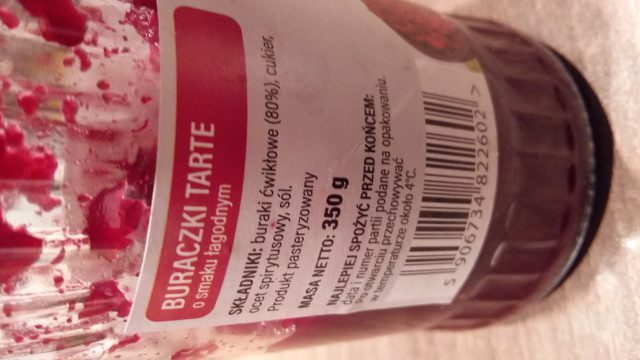 BURACZKI TARTE
o smaku łagodnym
SKŁADNIKI: buraki ćwikłowe (80%), cukier,
ocet spirytusowy, sól.
Produkt pasteryzowany
MASA NETTO: 350 g
NAJLEPIEJ SPOŻYĆ PRZED KOŃCEM:
data i numer partii podane na opakowaniu.
Po otwarciu przechowywać
w temperaturze około 4°C.
5 906734 822602 >